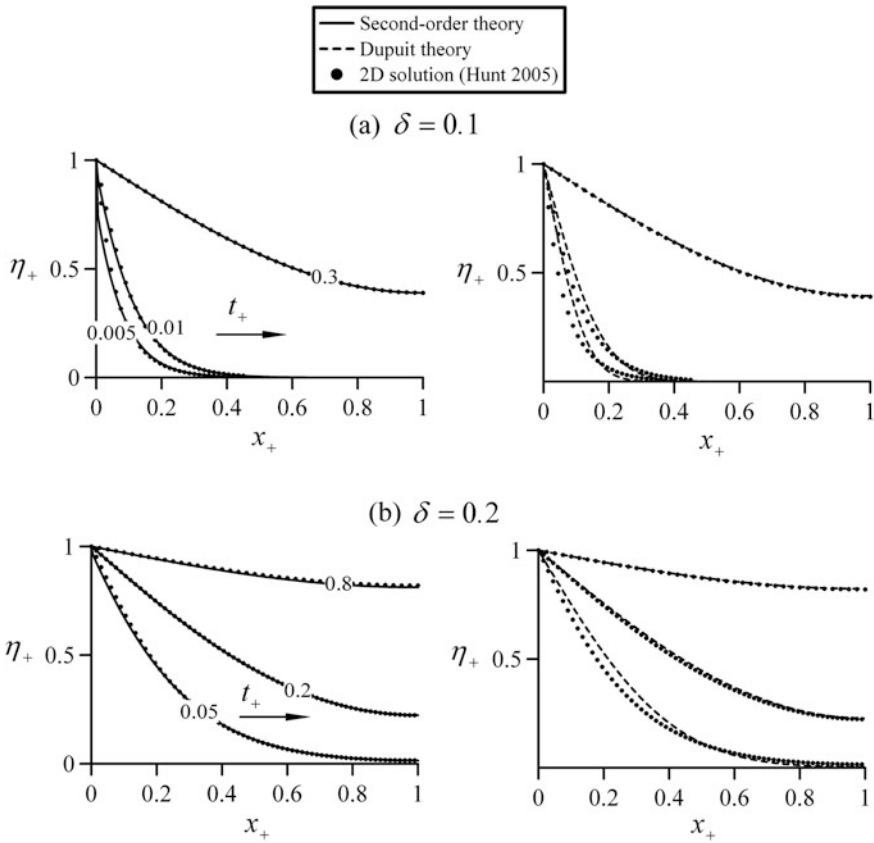 Second-order theory
Dupuit theory
2D solution (Hunt 2005)
(a) δ = 0.1
1
η+ 0.5
0
0.3
0.01
0.005
t+
0 0.2 0.4 0.6 0.8 1
x+
1
η+ 0.5
0 0.2 0.4 0.6 0.8 1
x+
(b) δ = 0.2
1
η+ 0.5
0
0.8
0.2
0.05
t+
0 0.2 0.4 0.6 0.8 1
x+
1
η+ 0.5
0 0.2 0.4 0.6 0.8 1
x+